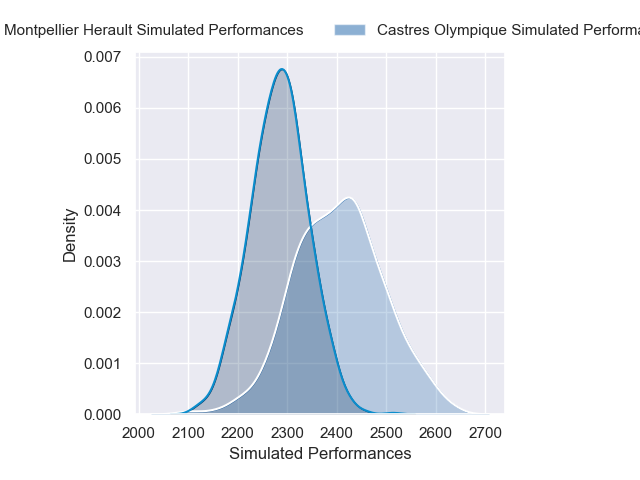 Montpellier Herault Simulated Performances
Castres Olympique Simulated
0.007
0.006
0.005
0.004
0.003
0.002
0.001
0.000
Density
2000 2100 2200 2300 2400 2500 2600 2700
Simulated Performances